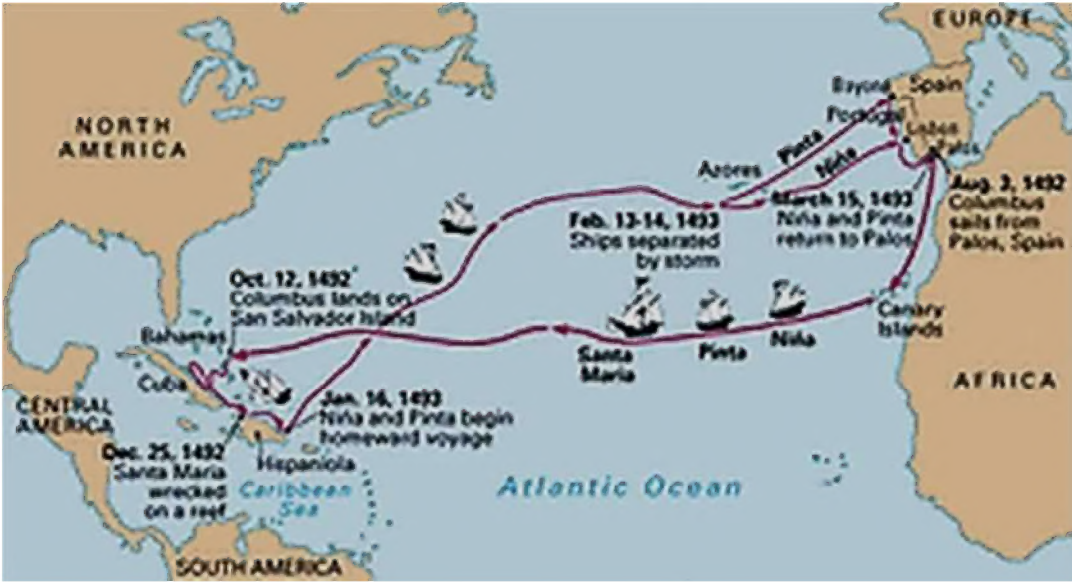 EUROPE
Bayona
Spain
Portugal
Lisbon
Palos
NORTH
AMERICA
Pinta
Niña
Azores
Aug. 3, 1492
Columbus
sails from
Palos, Spain
March 15, 1493
Niña and Pinta
return to Palos
Feb. 13-14, 1493
Ships separated
by storm
Oct. 12, 1492
Columbus lands on
San Salvador Island
Canary
Islands
Bahamas
Santa
Maria
Pinta
Niña
Cuba
AFRICA
CENTRAL
AMERICA
Jan. 16, 1493
Niña and Pinta begin
homeward voyage
Dec. 25, 1492
Santa Maria
wrecked
on a reef
Hispaniola
Caribbean
Sea
Atlantic Ocean
SOUTH AMERICA